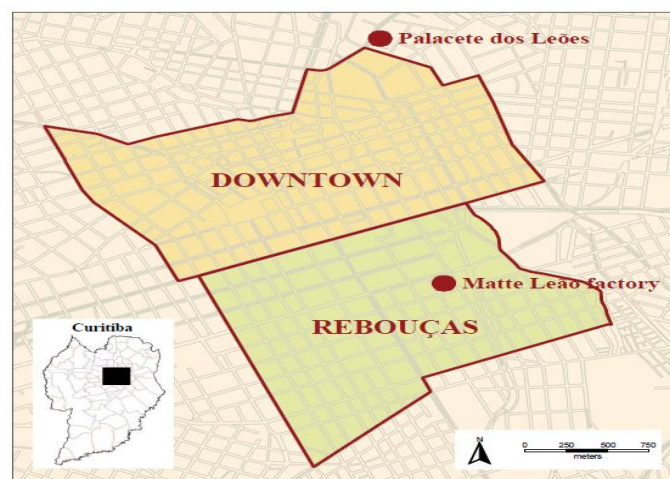 Palacete dos Leões
DOWNTOWN
Matte Leão factory
REBOUÇAS
Curitiba
N
0 250 500 750
meters